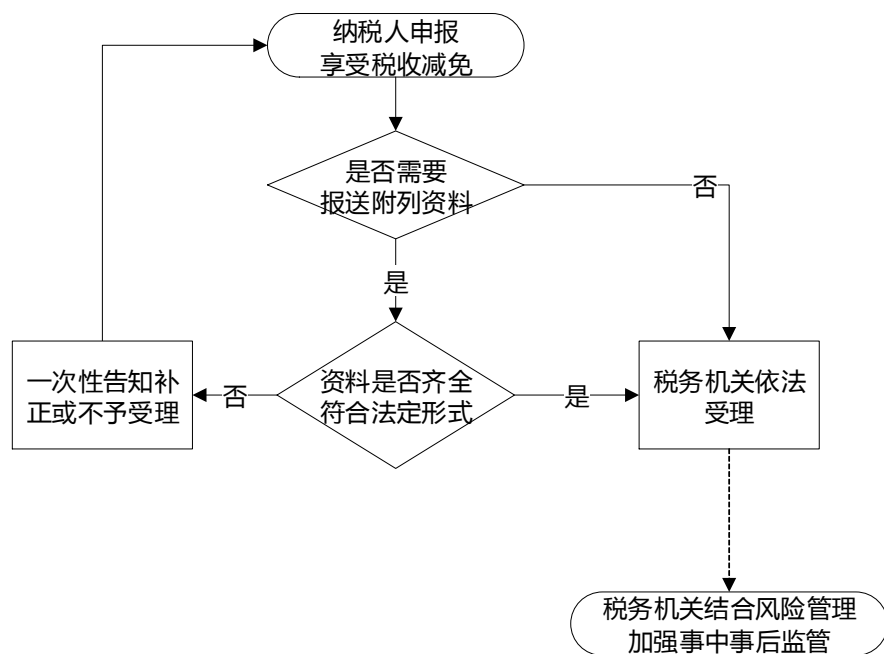 纳税人申报
享受税收减免
是否需要
报送附列资料
否
是
一次性告知补
正或不予受理
否
资料是否齐全
符合法定形式
是
税务机关依法
受理
税务机关结合风险管理
加强事中事后监管